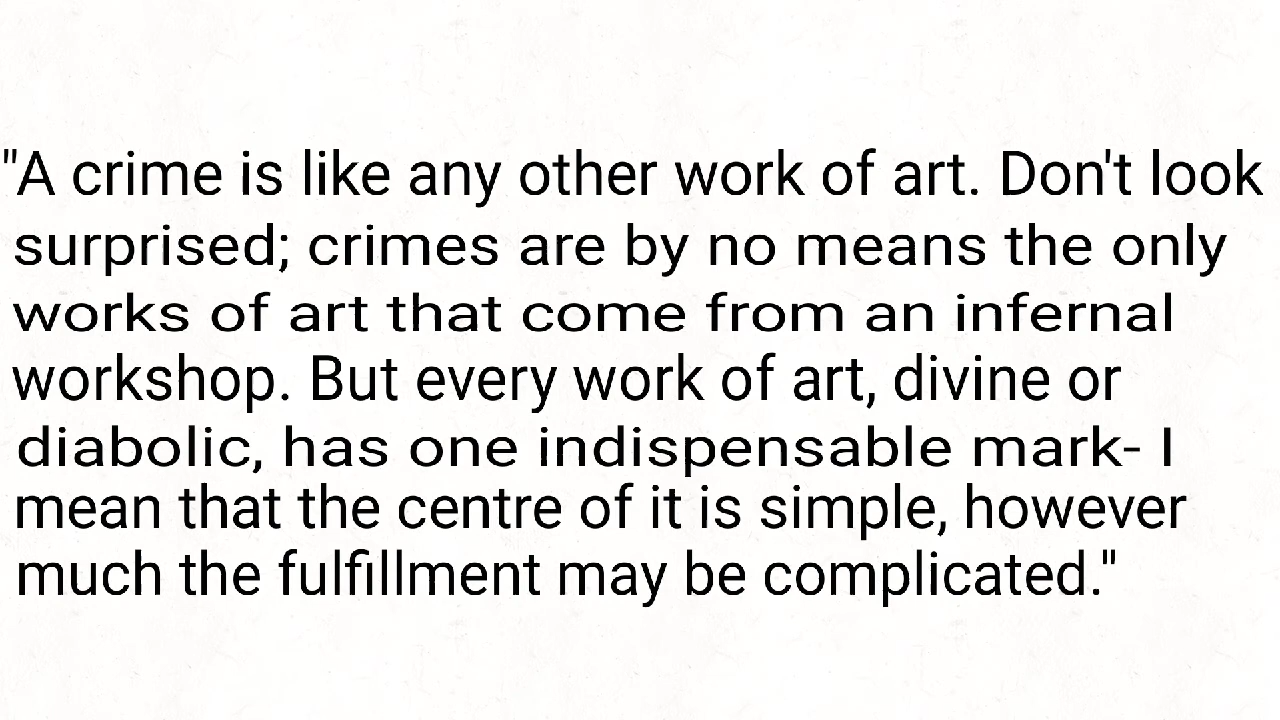 "A crime is like any other work of art. Don't look
surprised; crimes are by no means the only
works of art that come from an infernal
workshop. But every work of art, divine or
diabolic, has one indispensable mark- I
mean that the centre of it is simple, however
much the fulfillment may be complicated."